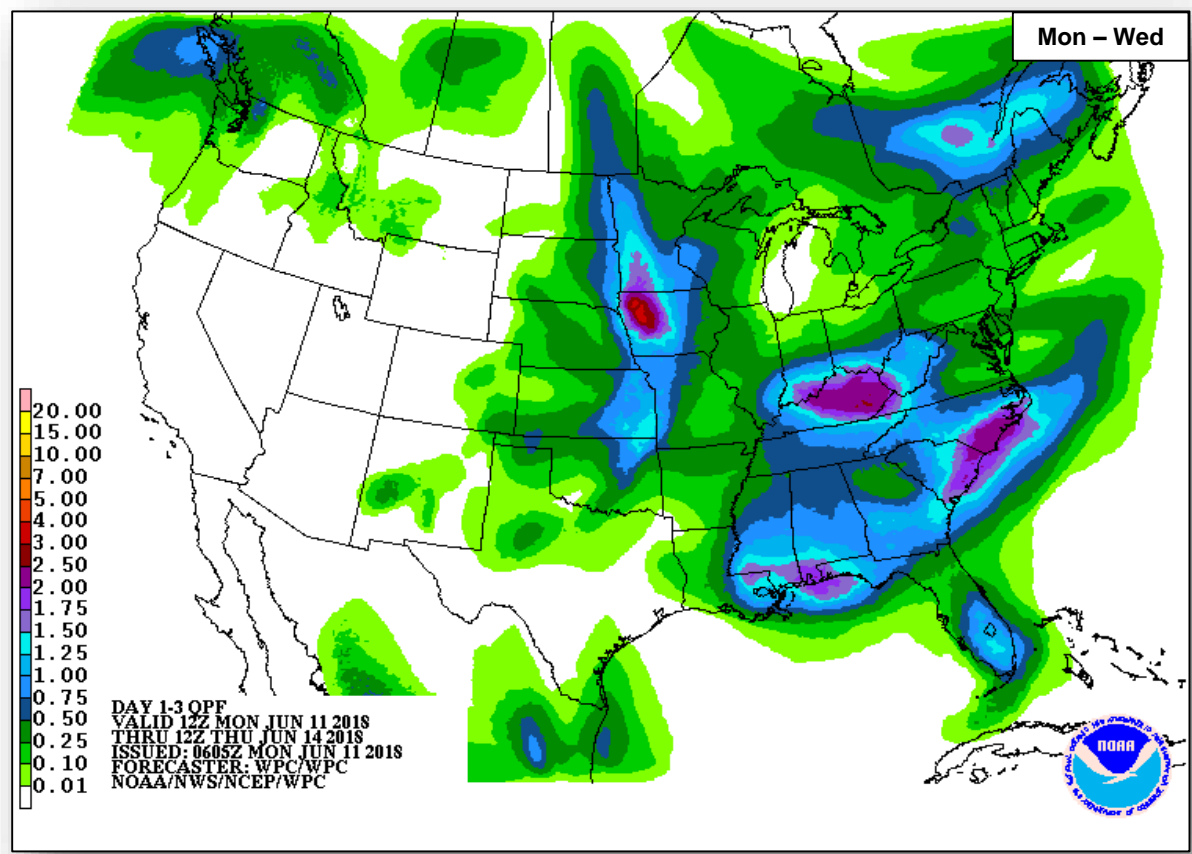 Mon – Wed
20.00
15.00
10.00
7.00
5.00
4.00
3.00
2.50
2.00
1.75
1.50
1.25
1.00
0.75
0.50
0.25
0.10
0.01
DAY 1-3 QPF
VALID 12Z MON JUN 11 2018
THRU 12Z THU JUN 14 2018
ISSUED: 0605Z MON JUN 11 2018
FORECASTER: WPC/WPC
NOAA/NWS/NCEP/WPC
NOAA